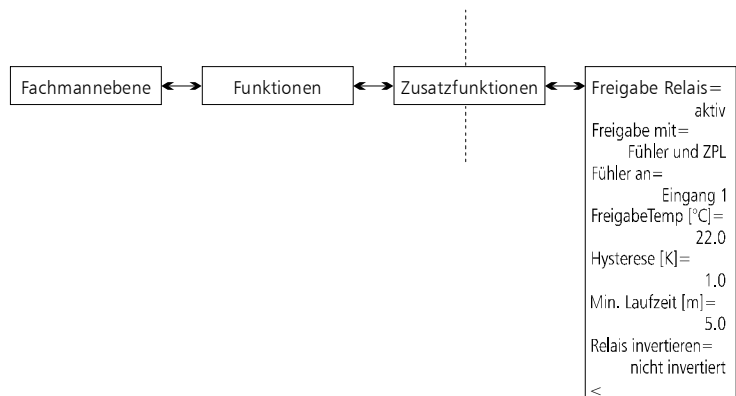 Fachmannebene
Funktionen
Zusatzfunktionen
Freigabe Relais=
aktiv
Freigabe mit=
Fühler und ZPL
Fühler an=
Eingang 1
FreigabeTemp [°C]=
22.0
Hysterese [K]=
1.0
Min. Laufzeit [m]=
5.0
Relais invertieren=
nicht invertiert
<